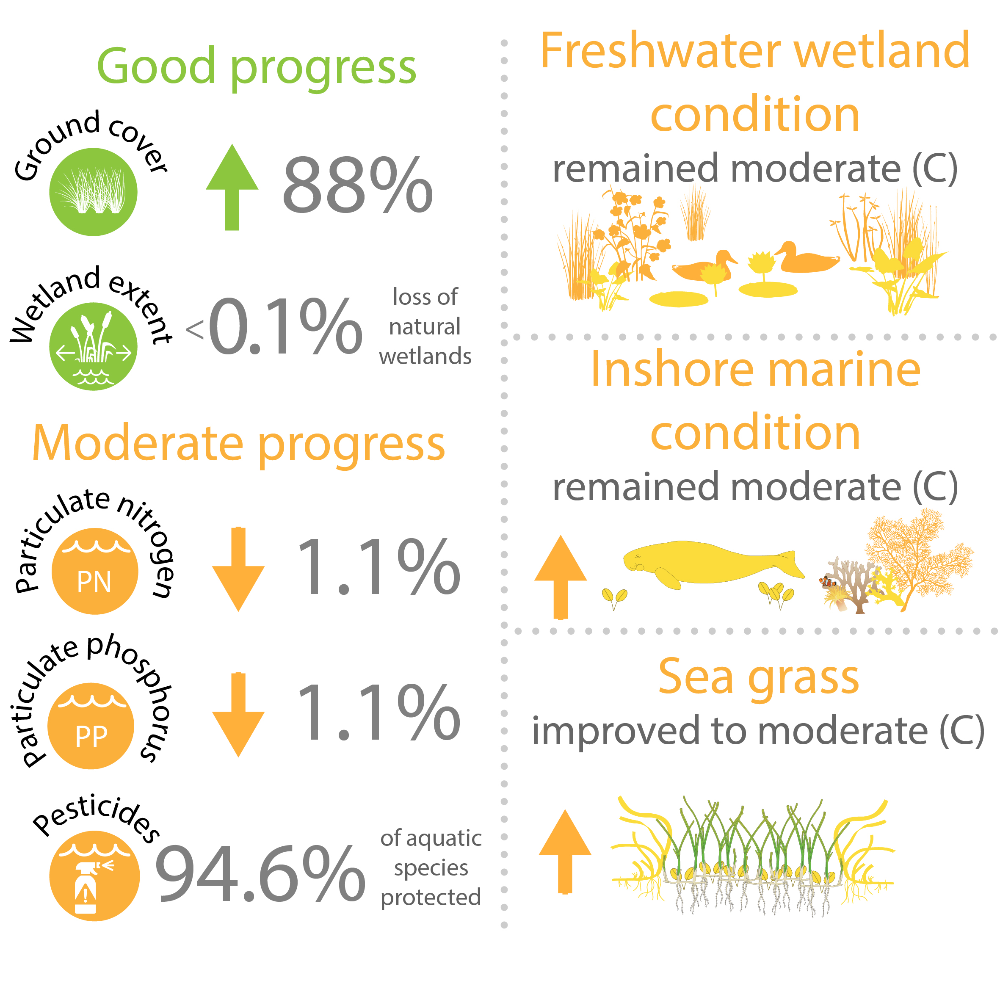 Good progress
Ground cover
88%
Wetland extent
<0.1%
loss of
natural
wetlands
Moderate progress
Particulate nitrogen
PN
1.1%
Particulate phosphorus
PP
1.1%
Pesticides
!
94.6%
of aquatic
species
protected
Freshwater wetland
condition
remained moderate (C)
Inshore marine
condition
remained moderate (C)
Sea grass
improved to moderate (C)